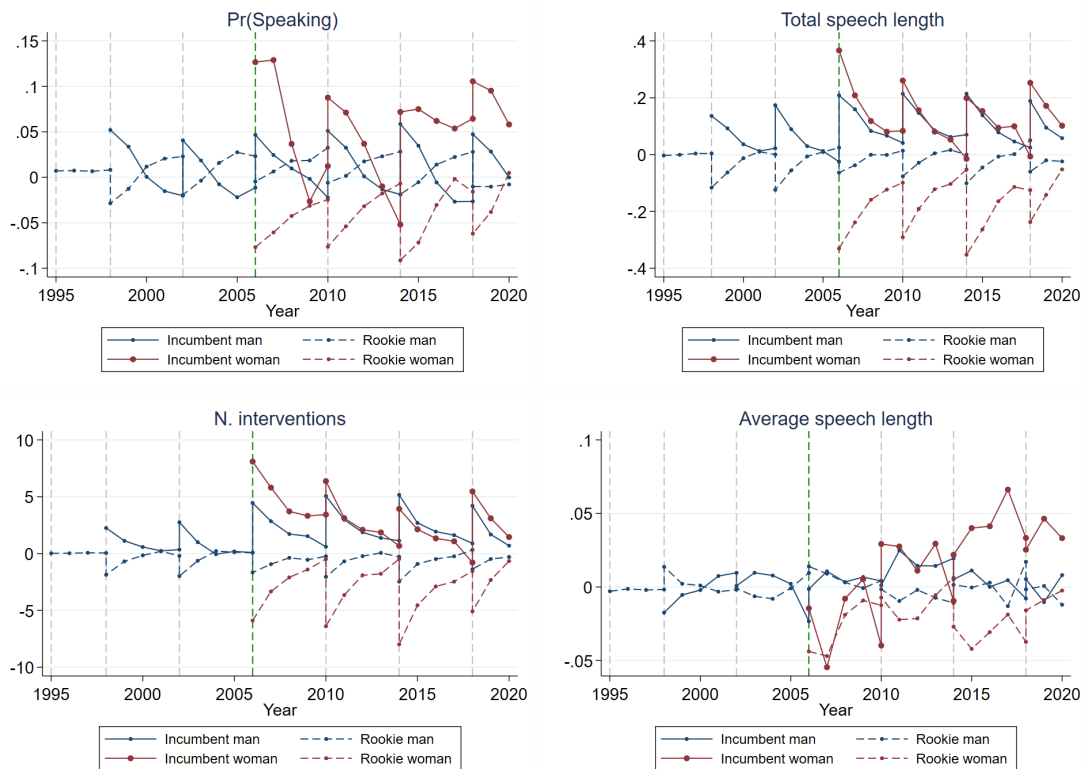 Pr(Speaking)
.15
.1
.05
0
-.05
-.1
1995 2000 2005 2010 2015 2020
Year
Incumbent man Rookie man
Incumbent woman Rookie woman
Total speech length
.4
.2
0
-.2
-.4
1995 2000 2005 2010 2015 2020
Year
Incumbent man Rookie man
Incumbent woman Rookie woman
N. interventions
10
5
0
-5
-10
1995 2000 2005 2010 2015 2020
Year
Incumbent man Rookie man
Incumbent woman Rookie woman
Average speech length
.1
.05
0
-.05
1995 2000 2005 2010 2015 2020
Year
Incumbent man Rookie man
Incumbent woman Rookie woman